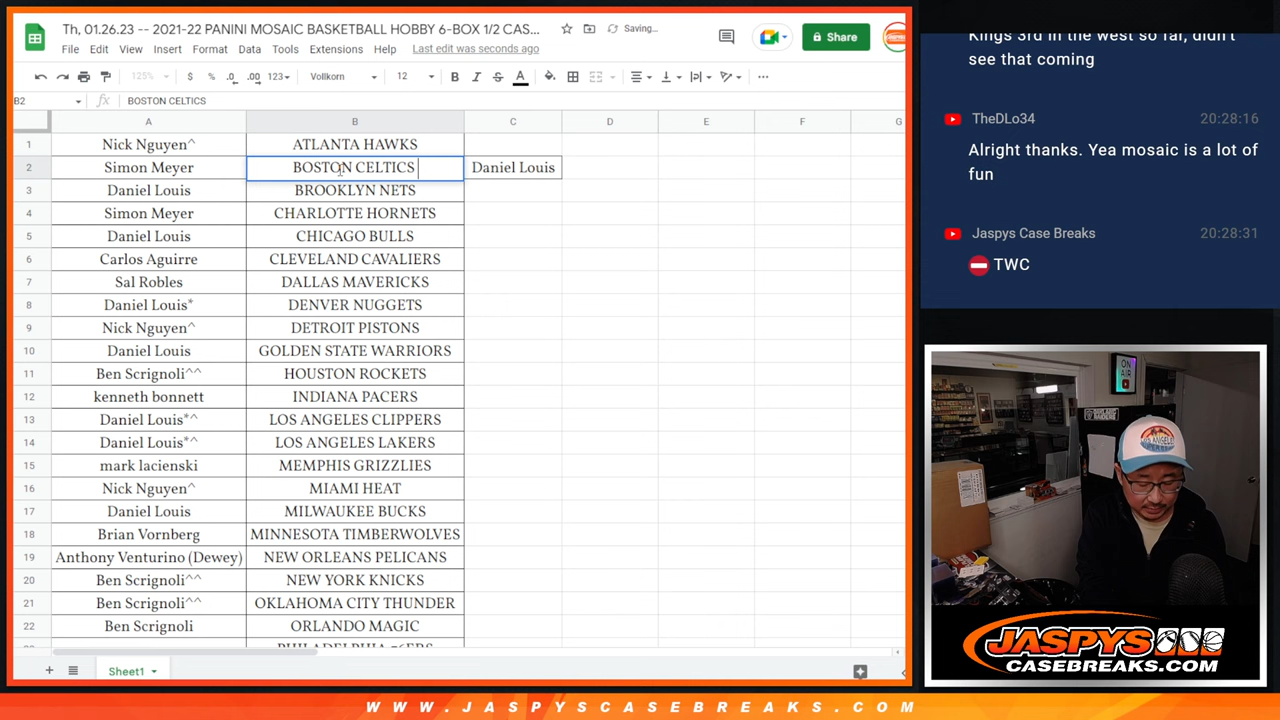 Th, 01.26.23 -- 2021-22 PANINI MOSAIC BASKETBALL HOBBY 6-BOX 1/2 CAS...
Saving...
File Edit View Insert Format Data Tools Extensions Help Last edit was seconds ago
Share
125% $ % .0 .00 123 Vollkorn 12 B I S A
B2 fx BOSTON CELTICS
A B C D E F G
1 Nick Nguyen^ ATLANTA HAWKS
2 Simon Meyer BOSTON CELTICS Daniel Louis
3 Daniel Louis BROOKLYN NETS
4 Simon Meyer CHARLOTTE HORNETS
5 Daniel Louis CHICAGO BULLS
6 Carlos Aguirre CLEVELAND CAVALIERS
7 Sal Robles DALLAS MAVERICKS
8 Daniel Louis* DENVER NUGGETS
9 Nick Nguyen^ DETROIT PISTONS
10 Daniel Louis GOLDEN STATE WARRIORS
11 Ben Scrignoli^^ HOUSTON ROCKETS
12 kenneth bonnett INDIANA PACERS
13 Daniel Louis*^ LOS ANGELES CLIPPERS
14 Daniel Louis*^ LOS ANGELES LAKERS
15 mark lacienski MEMPHIS GRIZZLIES
16 Nick Nguyen^ MIAMI HEAT
17 Daniel Louis MILWAUKEE BUCKS
18 Brian Vornberg MINNESOTA TIMBERWOLVES
19 Anthony Venturino (Dewey) NEW ORLEANS PELICANS
20 Ben Scrignoli^^ NEW YORK KNICKS
21 Ben Scrignoli^^ OKLAHOMA CITY THUNDER
22 Ben Scrignoli ORLANDO MAGIC
PHILADELPHIA 76ERS
Sheet1
Kings 3rd in the west so far, didn't
see that coming
TheDLo34 20:28:16
Alright thanks. Yea mosaic is a lot of
fun
Jaspys Case Breaks 20:28:31
TWC
ON AIR
JASPYS
CASEBREAKS.COM
WWW.JASPYSCASEBREAKS.COM